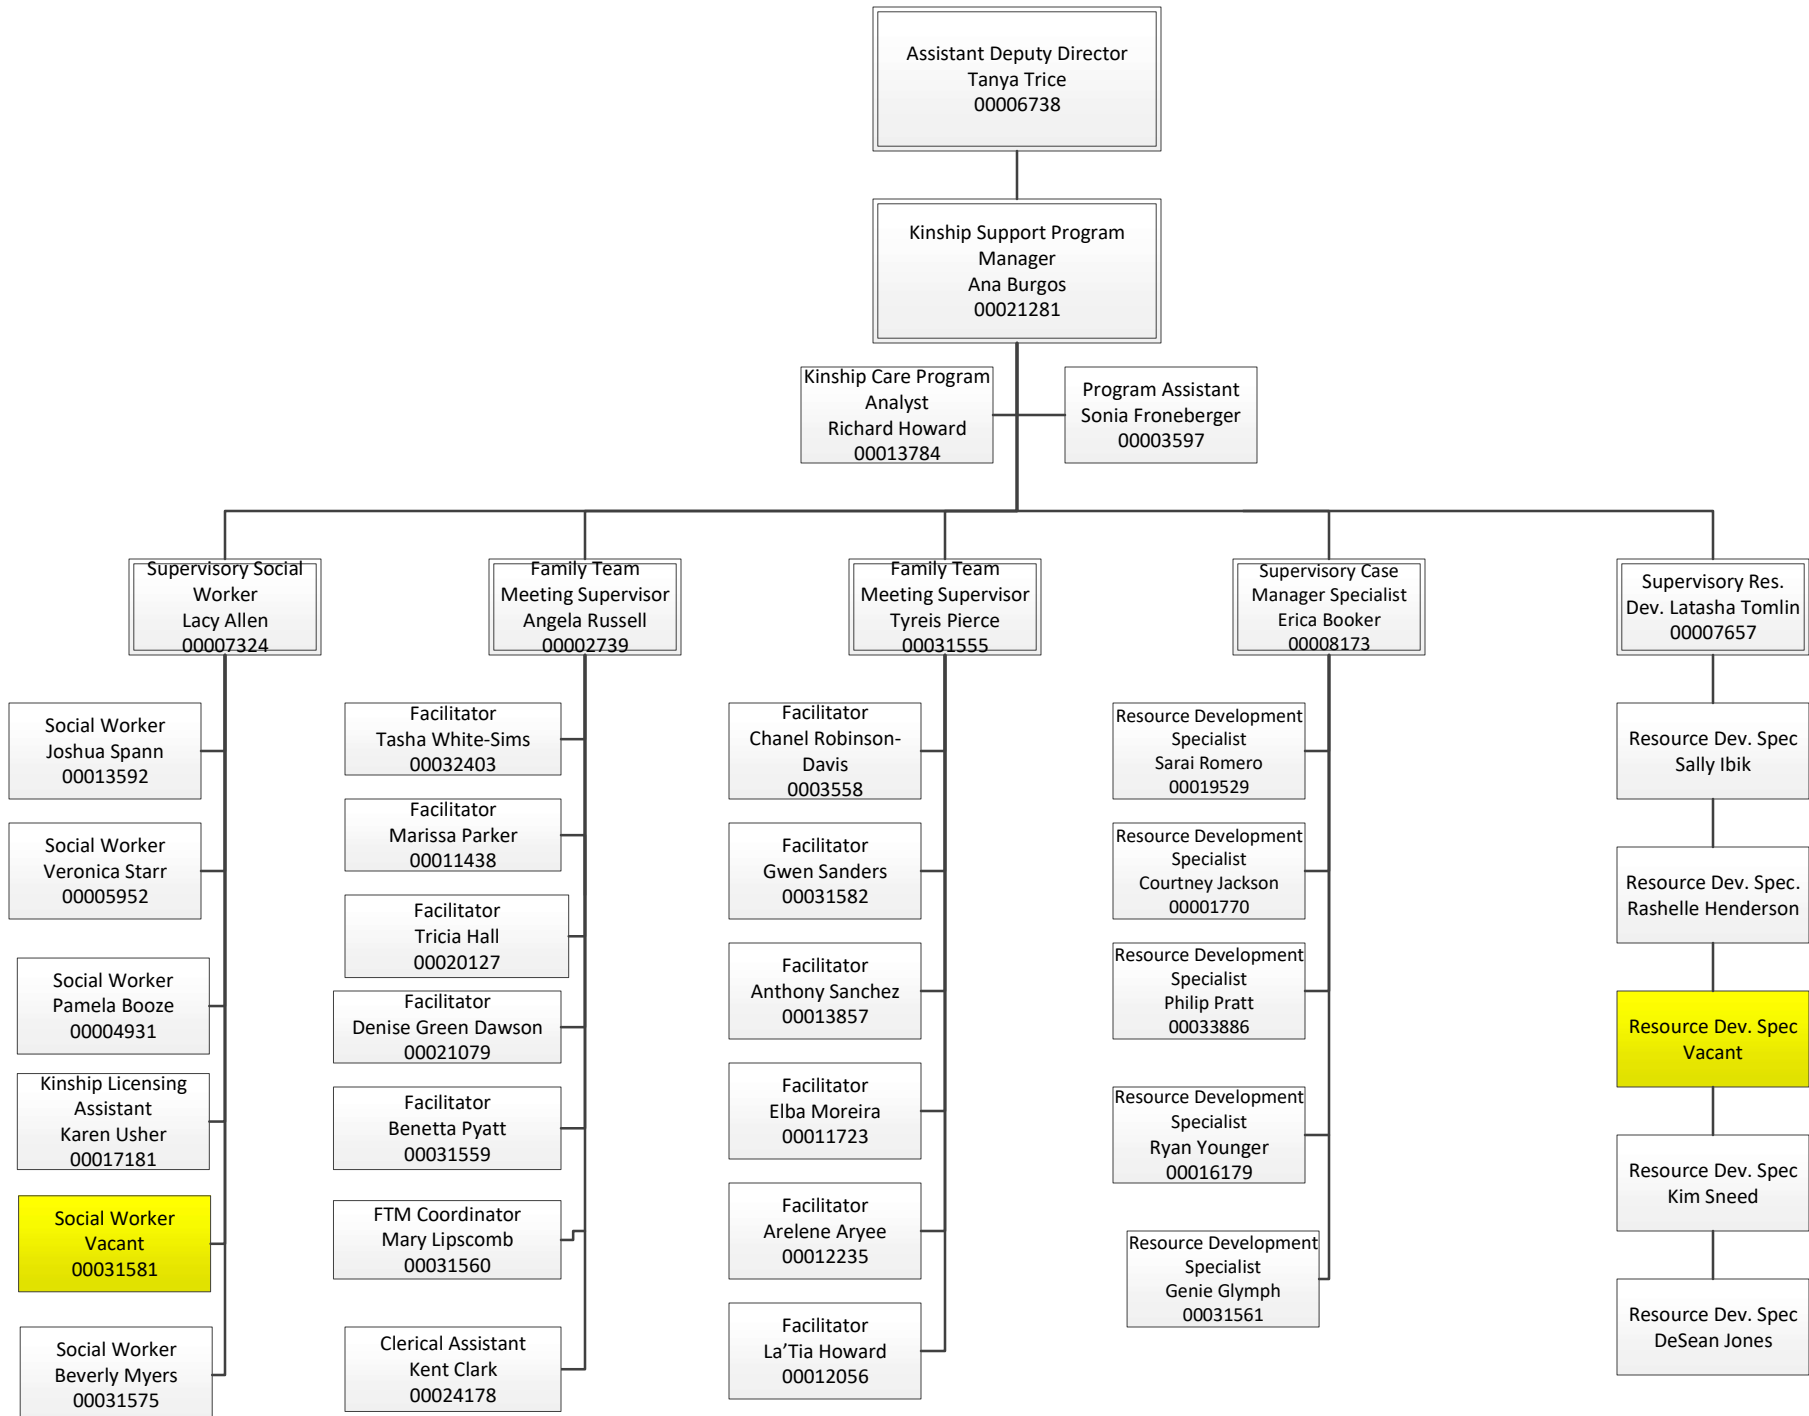 Assistant Deputy Director
Tanya Trice
00006738
Kinship Support Program
Manager
Ana Burgos
00021281
Kinship Care Program
Analyst
Richard Howard
00013784
Program Assistant
Sonia Froneberger
00003597
Supervisory Social
Worker
Lacy Allen
00007324
Family Team
Meeting Supervisor
Angela Russell
00002739
Family Team
Meeting Supervisor
Tyreis Pierce
00031555
Supervisory Case
Manager Specialist
Erica Booker
00008173
Supervisory Res.
Dev. Latasha Tomlin
00007657
Social Worker
Joshua Spann
00013592
Social Worker
Veronica Starr
00005952
Social Worker
Pamela Booze
00004931
Kinship Licensing
Assistant
Karen Usher
00017181
Social Worker
Vacant
00031581
Social Worker
Beverly Myers
00031575
Facilitator
Tasha White-Sims
00032403
Facilitator
Marissa Parker
00011438
Facilitator
Tricia Hall
00020127
Facilitator
Denise Green Dawson
00021079
Facilitator
Benetta Pyatt
00031559
FTM Coordinator
Mary Lipscomb
00031560
Clerical Assistant
Kent Clark
00024178
Facilitator
Chanel Robinson-
Davis
0003558
Facilitator
Gwen Sanders
00031582
Facilitator
Anthony Sanchez
00013857
Facilitator
Elba Moreira
00011723
Facilitator
Arelene Aryee
00012235
Facilitator
La’Tia Howard
00012056
Resource Development
Specialist
Sarai Romero
00019529
Resource Development
Specialist
Courtney Jackson
00001770
Resource Development
Specialist
Philip Pratt
00033886
Resource Development
Specialist
Ryan Younger
00016179
Resource Development
Specialist
Genie Glymph
00031561
Resource Dev. Spec
Sally Ibik
Resource Dev. Spec.
Rashelle Henderson
Resource Dev. Spec
Vacant
Resource Dev. Spec
Kim Sneed
Resource Dev. Spec
DeSean Jones